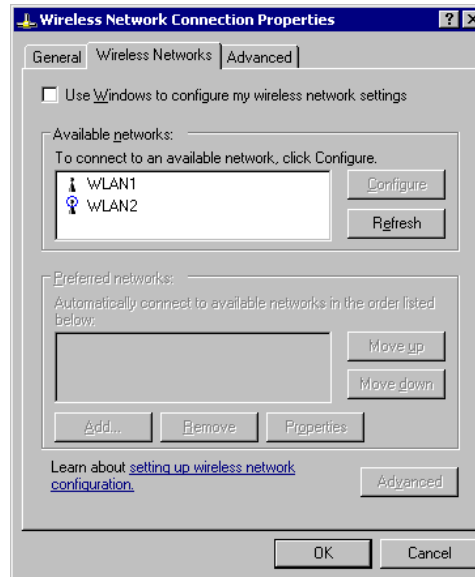 Wireless Network Connection Properties
General Wireless Networks Advanced
Use Windows to configure my wireless network settings
Available networks:
To connect to an available network, click Configure.
WLAN1
WLAN2
Configure
Refresh
Preferred networks:
Automatically connect to available networks in the order listed
below:
Move up
Move down
Add... Remove Properties
Learn about setting up wireless network
configuration.
Advanced
OK Cancel